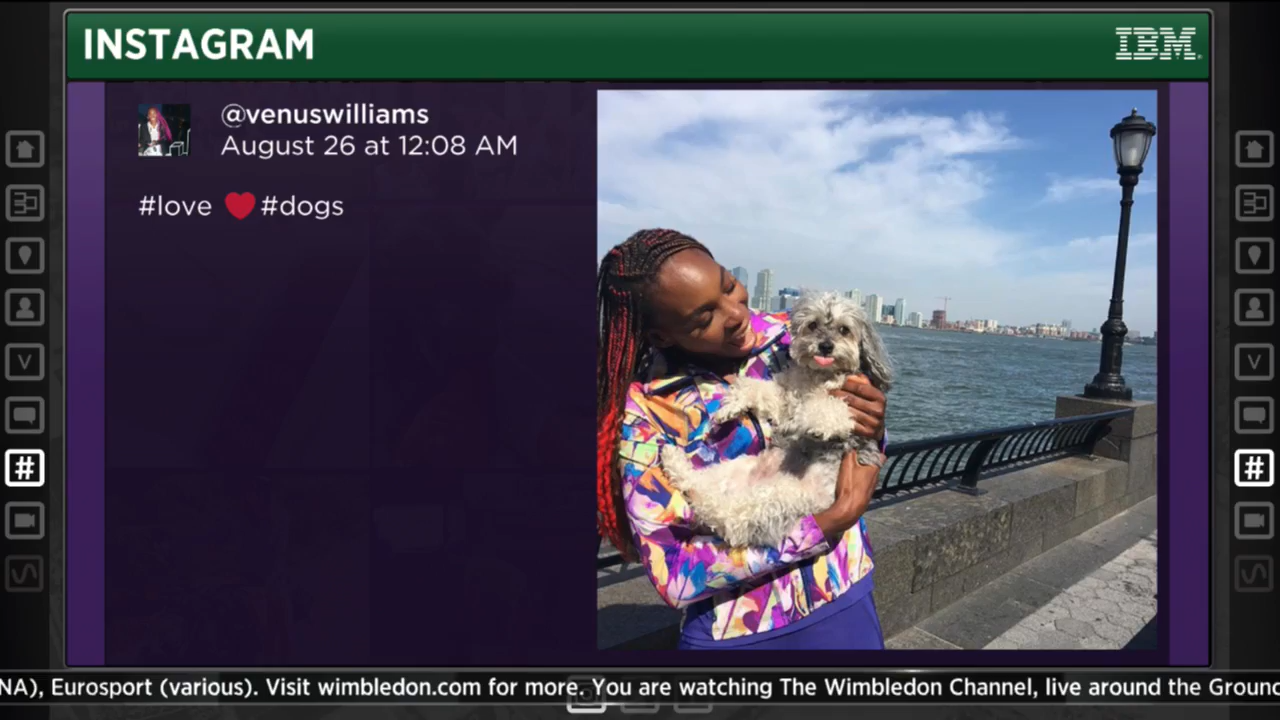 INSTAGRAM
IBM
@venuswilliams
August 26 at 12:08 AM
#love ❤ #dogs
V
V
#
#
NA), Eurosport (various). Visit wimbledon.com for more. You are watching The Wimbledon Channel, live around the Ground